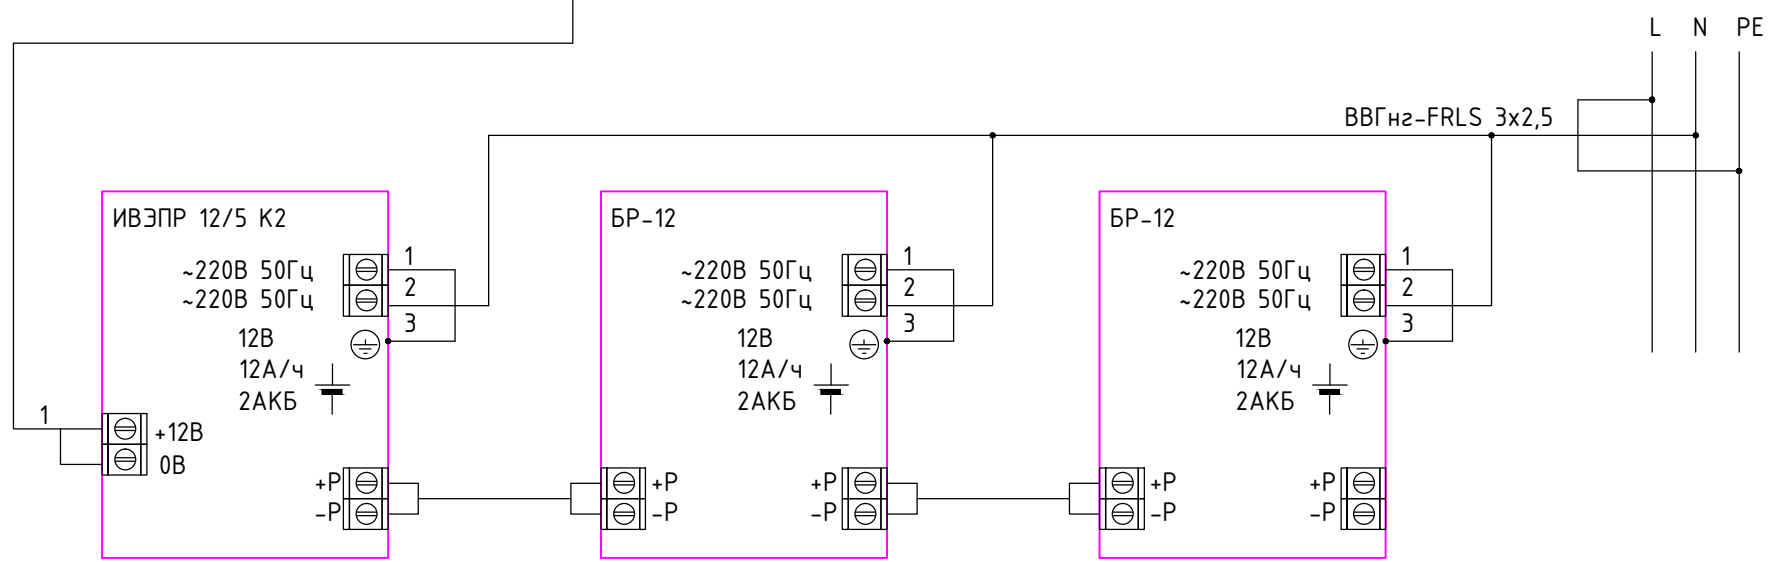 L N PE
ВВГнг-FRLS 3х2,5
ИВЭПР 12/5 К2
~220В 50Гц
~220В 50Гц
1
2
3
12В
12А/ч
2АКБ
1
+12В
0В
+Р
-Р
БР-12
~220В 50Гц
~220В 50Гц
1
2
3
12В
12А/ч
2АКБ
+Р
-Р
+Р
-Р
БР-12
~220В 50Гц
~220В 50Гц
1
2
3
12В
12А/ч
2АКБ
+Р
-Р
+Р
-Р